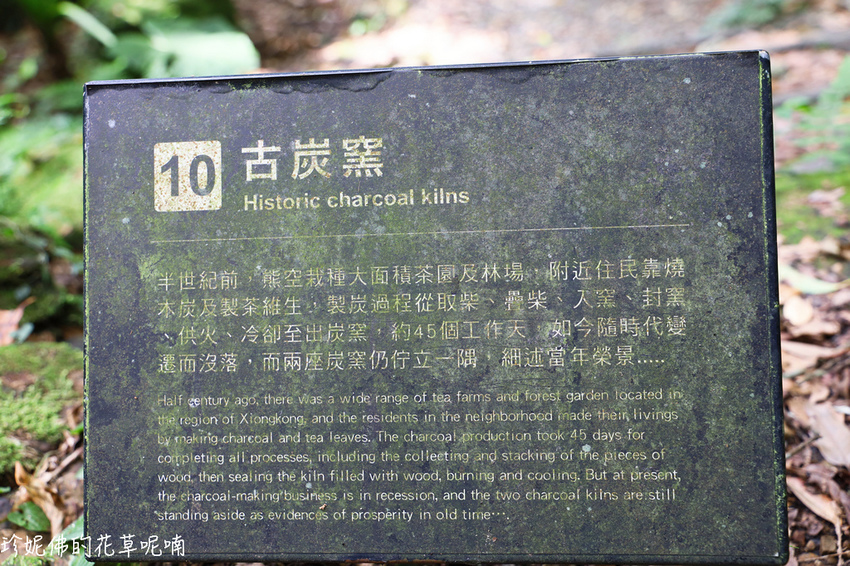 10
古炭窯
Historic charcoal kilns
半世紀前，熊空栽種大面積茶園及林場，附近住民靠燒
木炭及製茶維生，製炭過程從取柴、疊柴、入窯、封窯
、供火、冷卻至出炭窯，約45個工作天，如今隨時代變
遷而沒落，而兩座炭窯仍佇立一隅，細述當年榮景.....
Half century ago, there was a wide range of tea farms and forest garden located in
the region of Xiongkong, and the residents in the neighborhood made their livings
by making charcoal and tea leaves. The charcoal production took 45 days for
completing all processes, including the collecting and stacking of the pieces of
wood, then sealing the kiln filled with wood, burning and cooling. But at present,
the charcoal-making business is in recession, and the two charcoal kilns are still
standing aside as evidences of prosperity in old time…
珍妮佛的花草呢喃